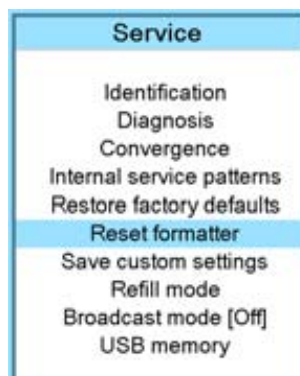 Service
Identification
Diagnosis
Convergence
Internal service patterns
Restore factory defaults
Reset formatter
Save custom settings
Refill mode
Broadcast mode [Off]
USB memory